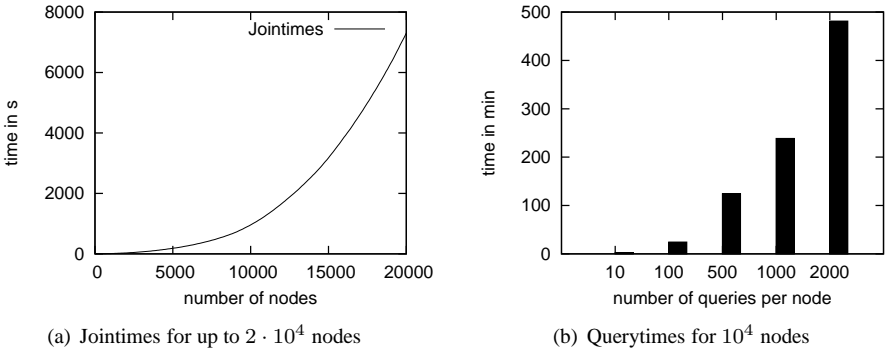 8000
6000
4000
2000
0
time in s
Jointimes
0 5000 10000 15000 20000
number of nodes
(a) Jointimes for up to 2 · 10⁴ nodes
500
400
300
200
100
0
time in min
10 100 500 1000 2000
number of queries per node
(b) Querytimes for 10⁴ nodes